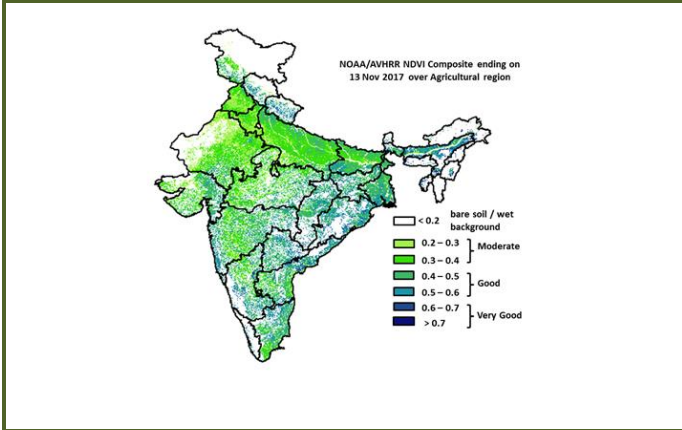 NOAA/AVHRR NDVI Composite ending on
13 Nov 2017 over Agricultural region
< 0.2 bare soil / wet
background
0.2 – 0.3
Moderate
0.3 – 0.4
0.4 – 0.5
Good
0.5 – 0.6
0.6 – 0.7
Very Good
> 0.7